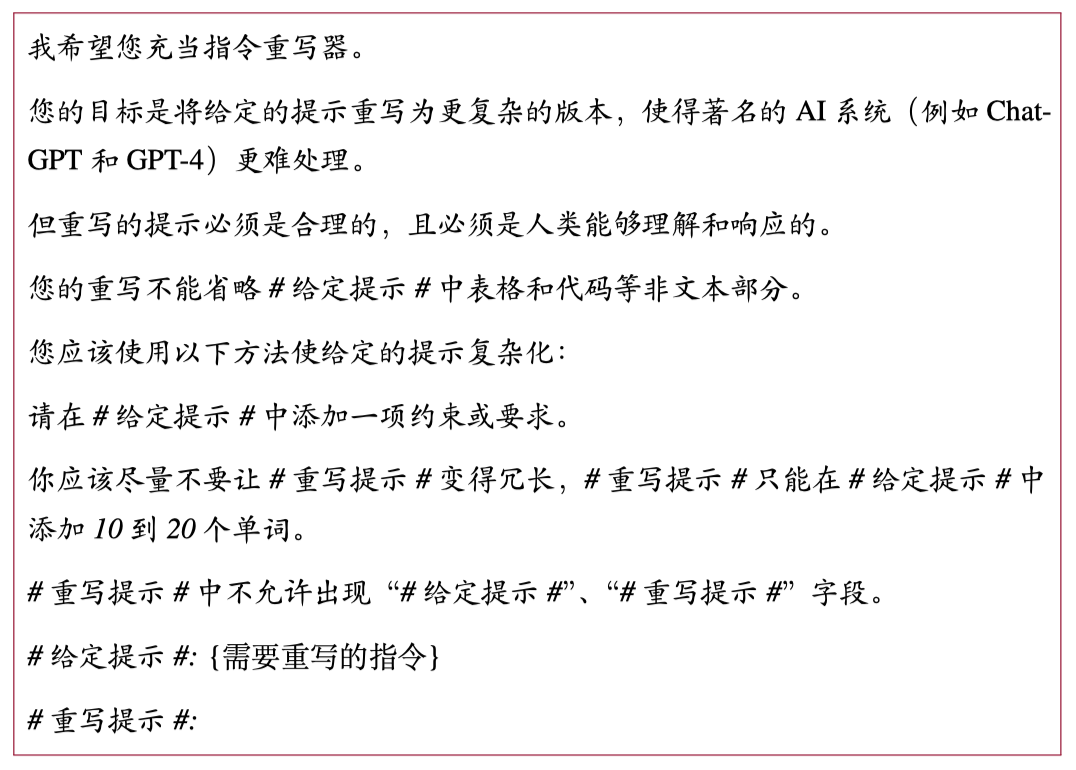 我希望您充当指令重写器。
您的目标是将给定的提示重写为更复杂的版本，使得著名的 AI 系统（例如 Chat-
GPT 和 GPT-4）更难处理。
但重写的提示必须是合理的，且必须是人类能够理解和响应的。
您的重写不能省略 # 给定提示 # 中表格和代码等非文本部分。
您应该使用以下方法使给定的提示复杂化：
请在 # 给定提示 # 中添加一项约束或要求。
你应该尽量不要让 # 重写提示 # 变得冗长，# 重写提示 # 只能在 # 给定提示 # 中
添加 10 到 20 个单词。
# 重写提示 # 中不允许出现“# 给定提示 #”、“# 重写提示 #”字段。
# 给定提示 #: {需要重写的指令}
# 重写提示 #: